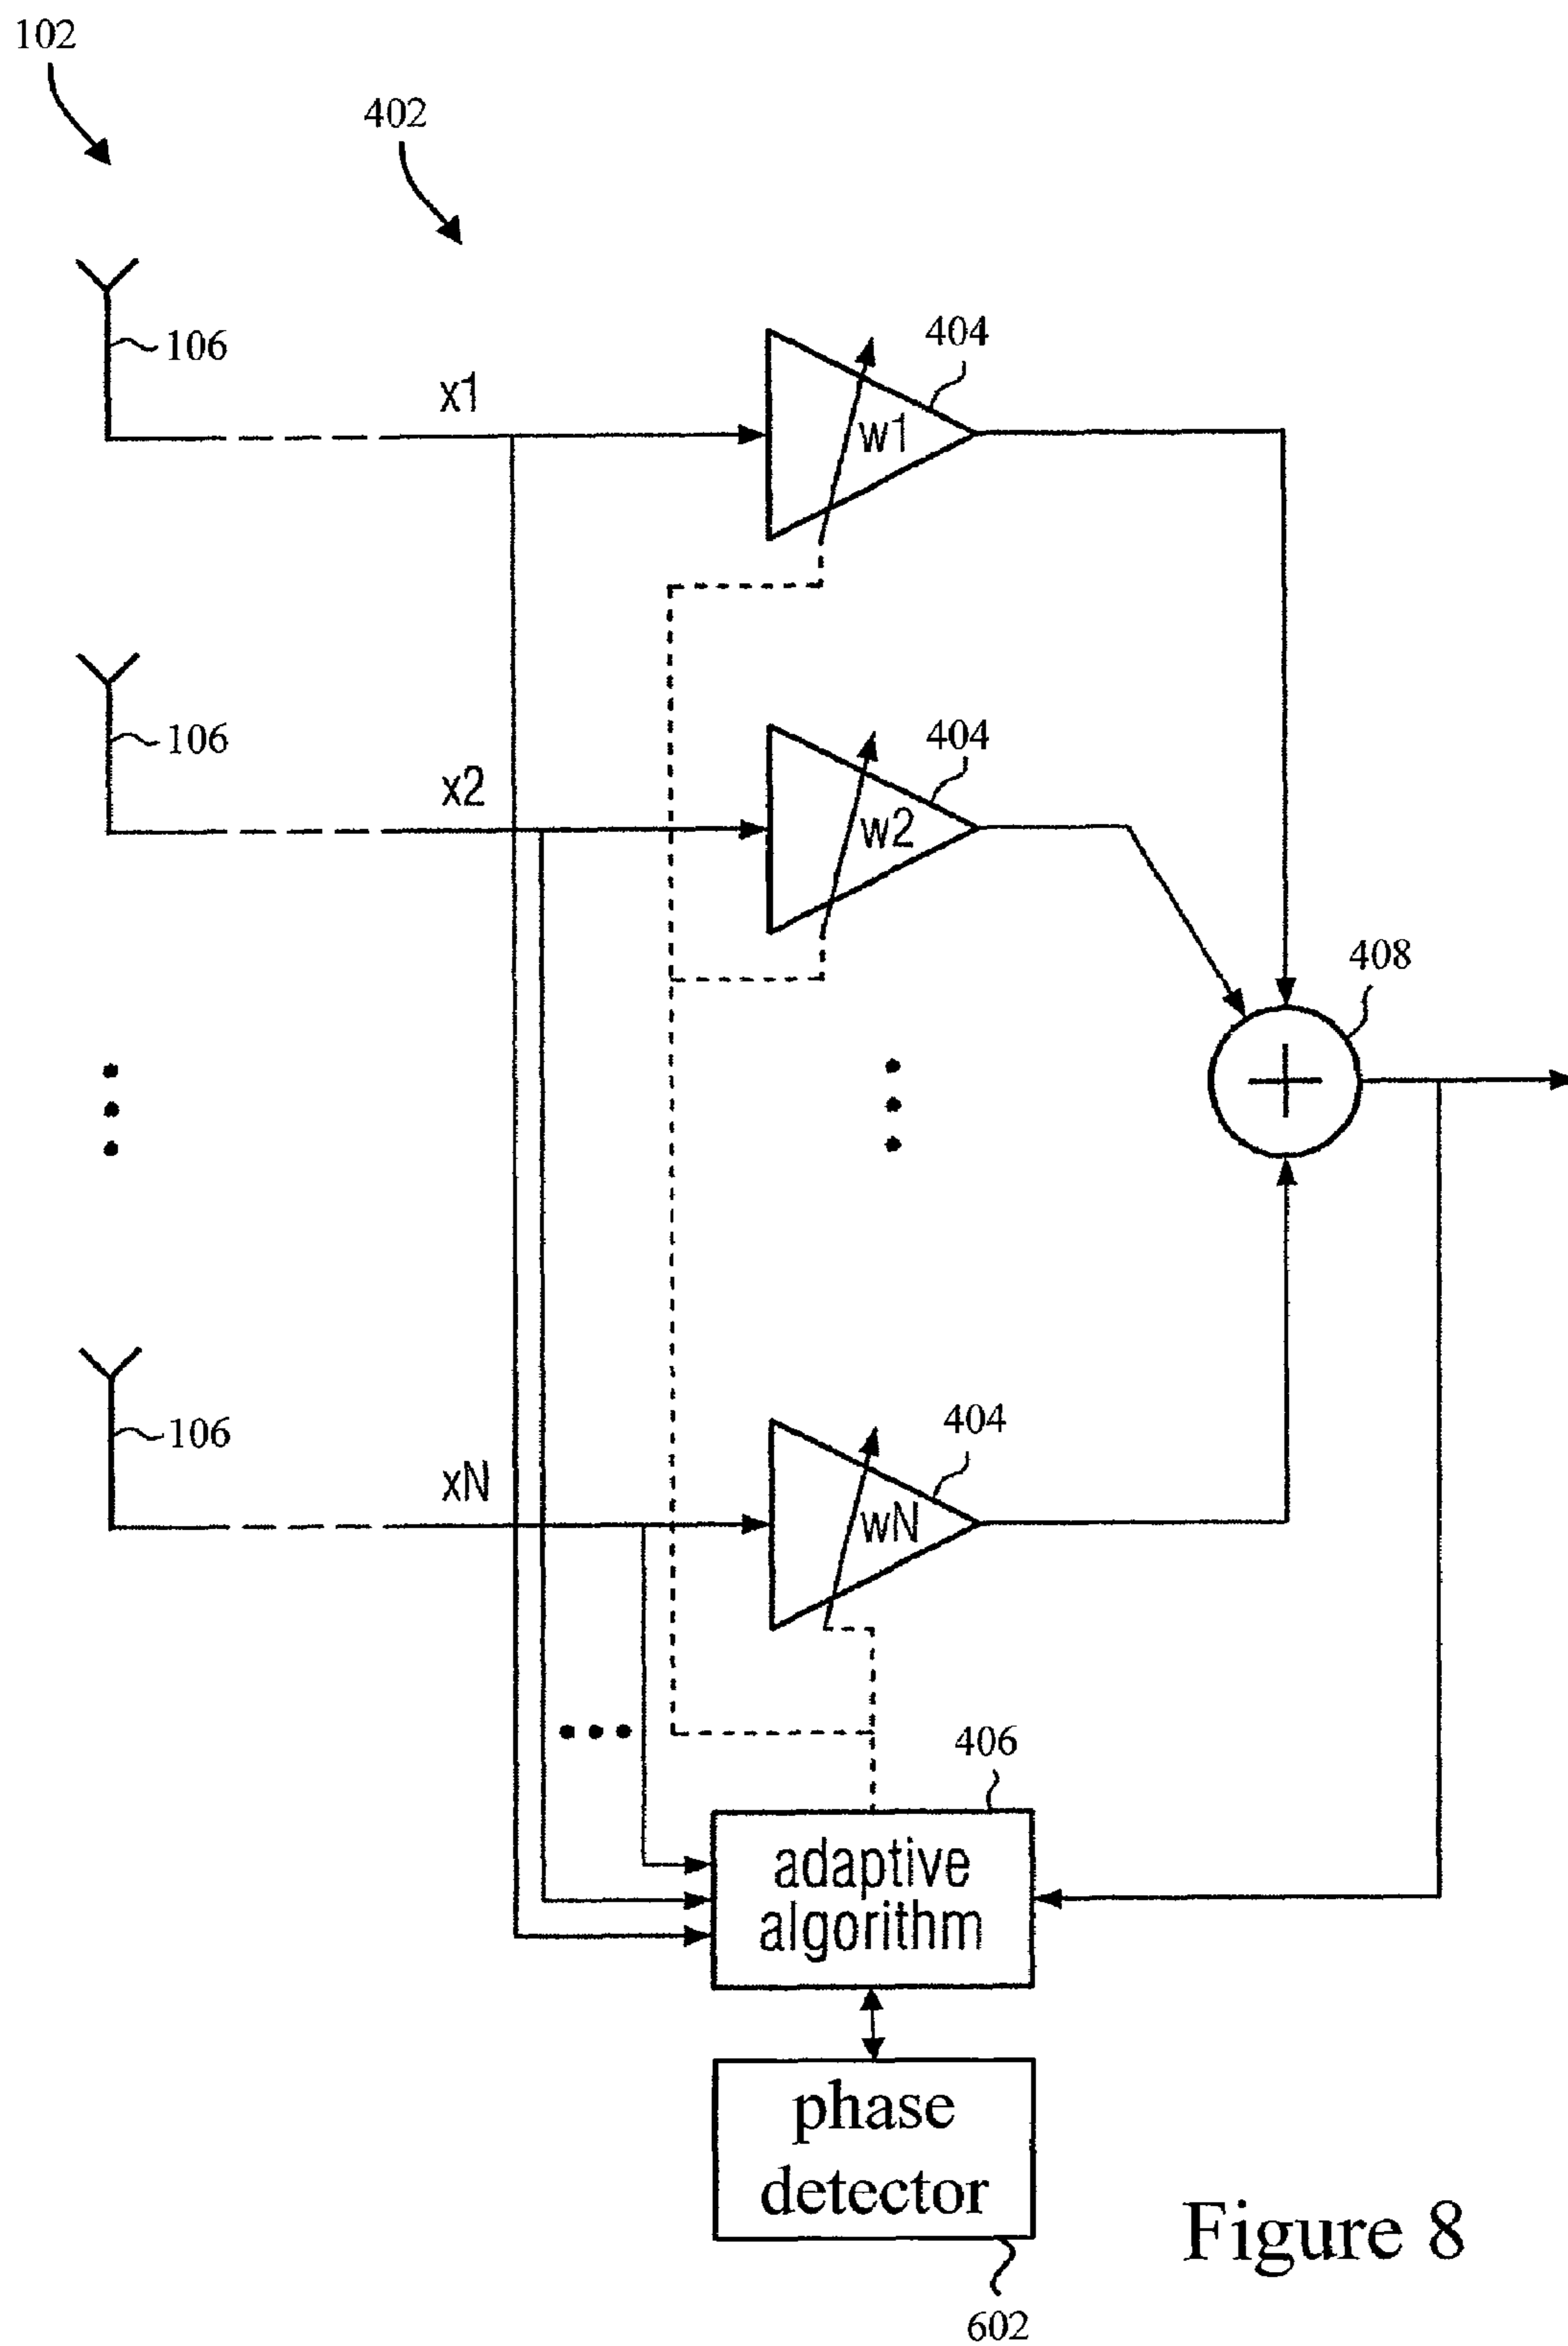 102
402
106
x1
404
w1
106
x2
404
w2
408
106
xN
404
wN
406
adaptive
algorithm
phase
detector
602
Figure 8